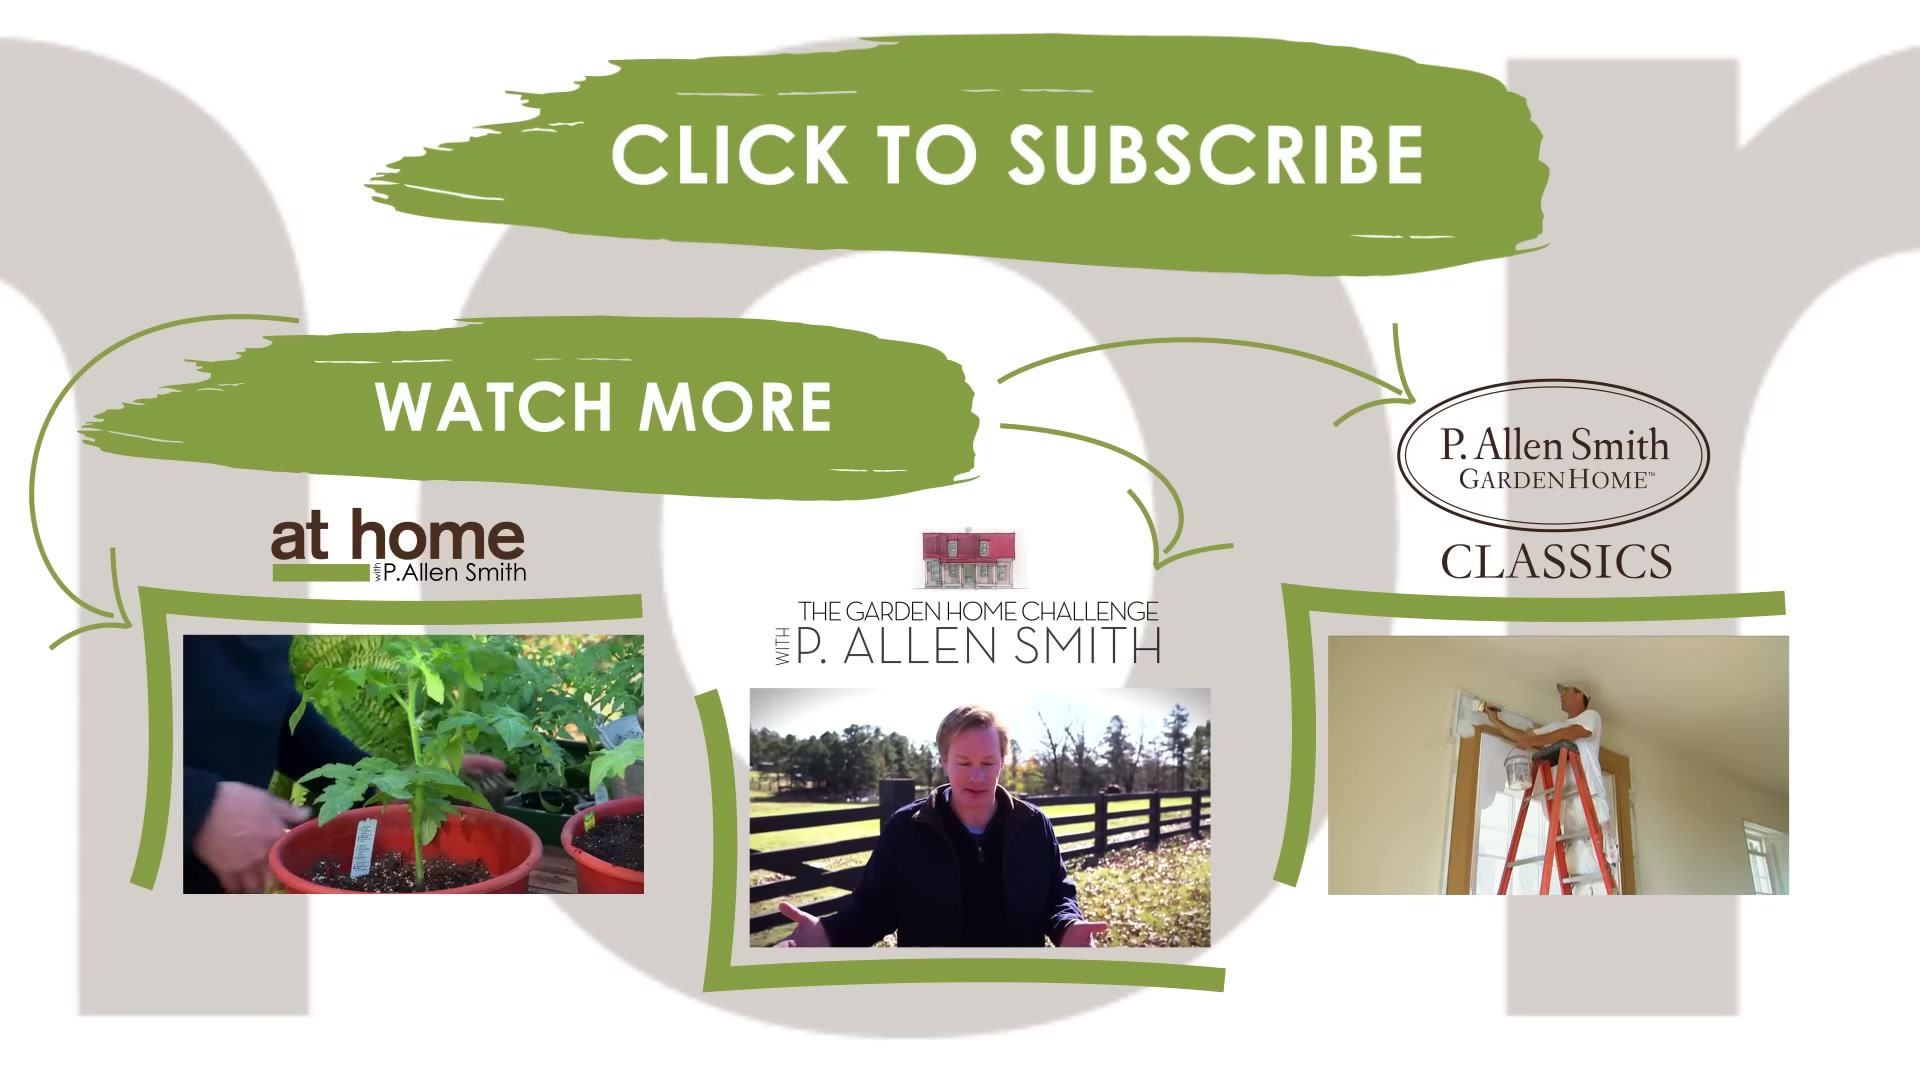 CLICK TO SUBSCRIBE
WATCH MORE
at home
with P.Allen Smith
THE GARDEN HOME CHALLENGE
WITH P. ALLEN SMITH
P. Allen Smith
GARDENHOME™
CLASSICS